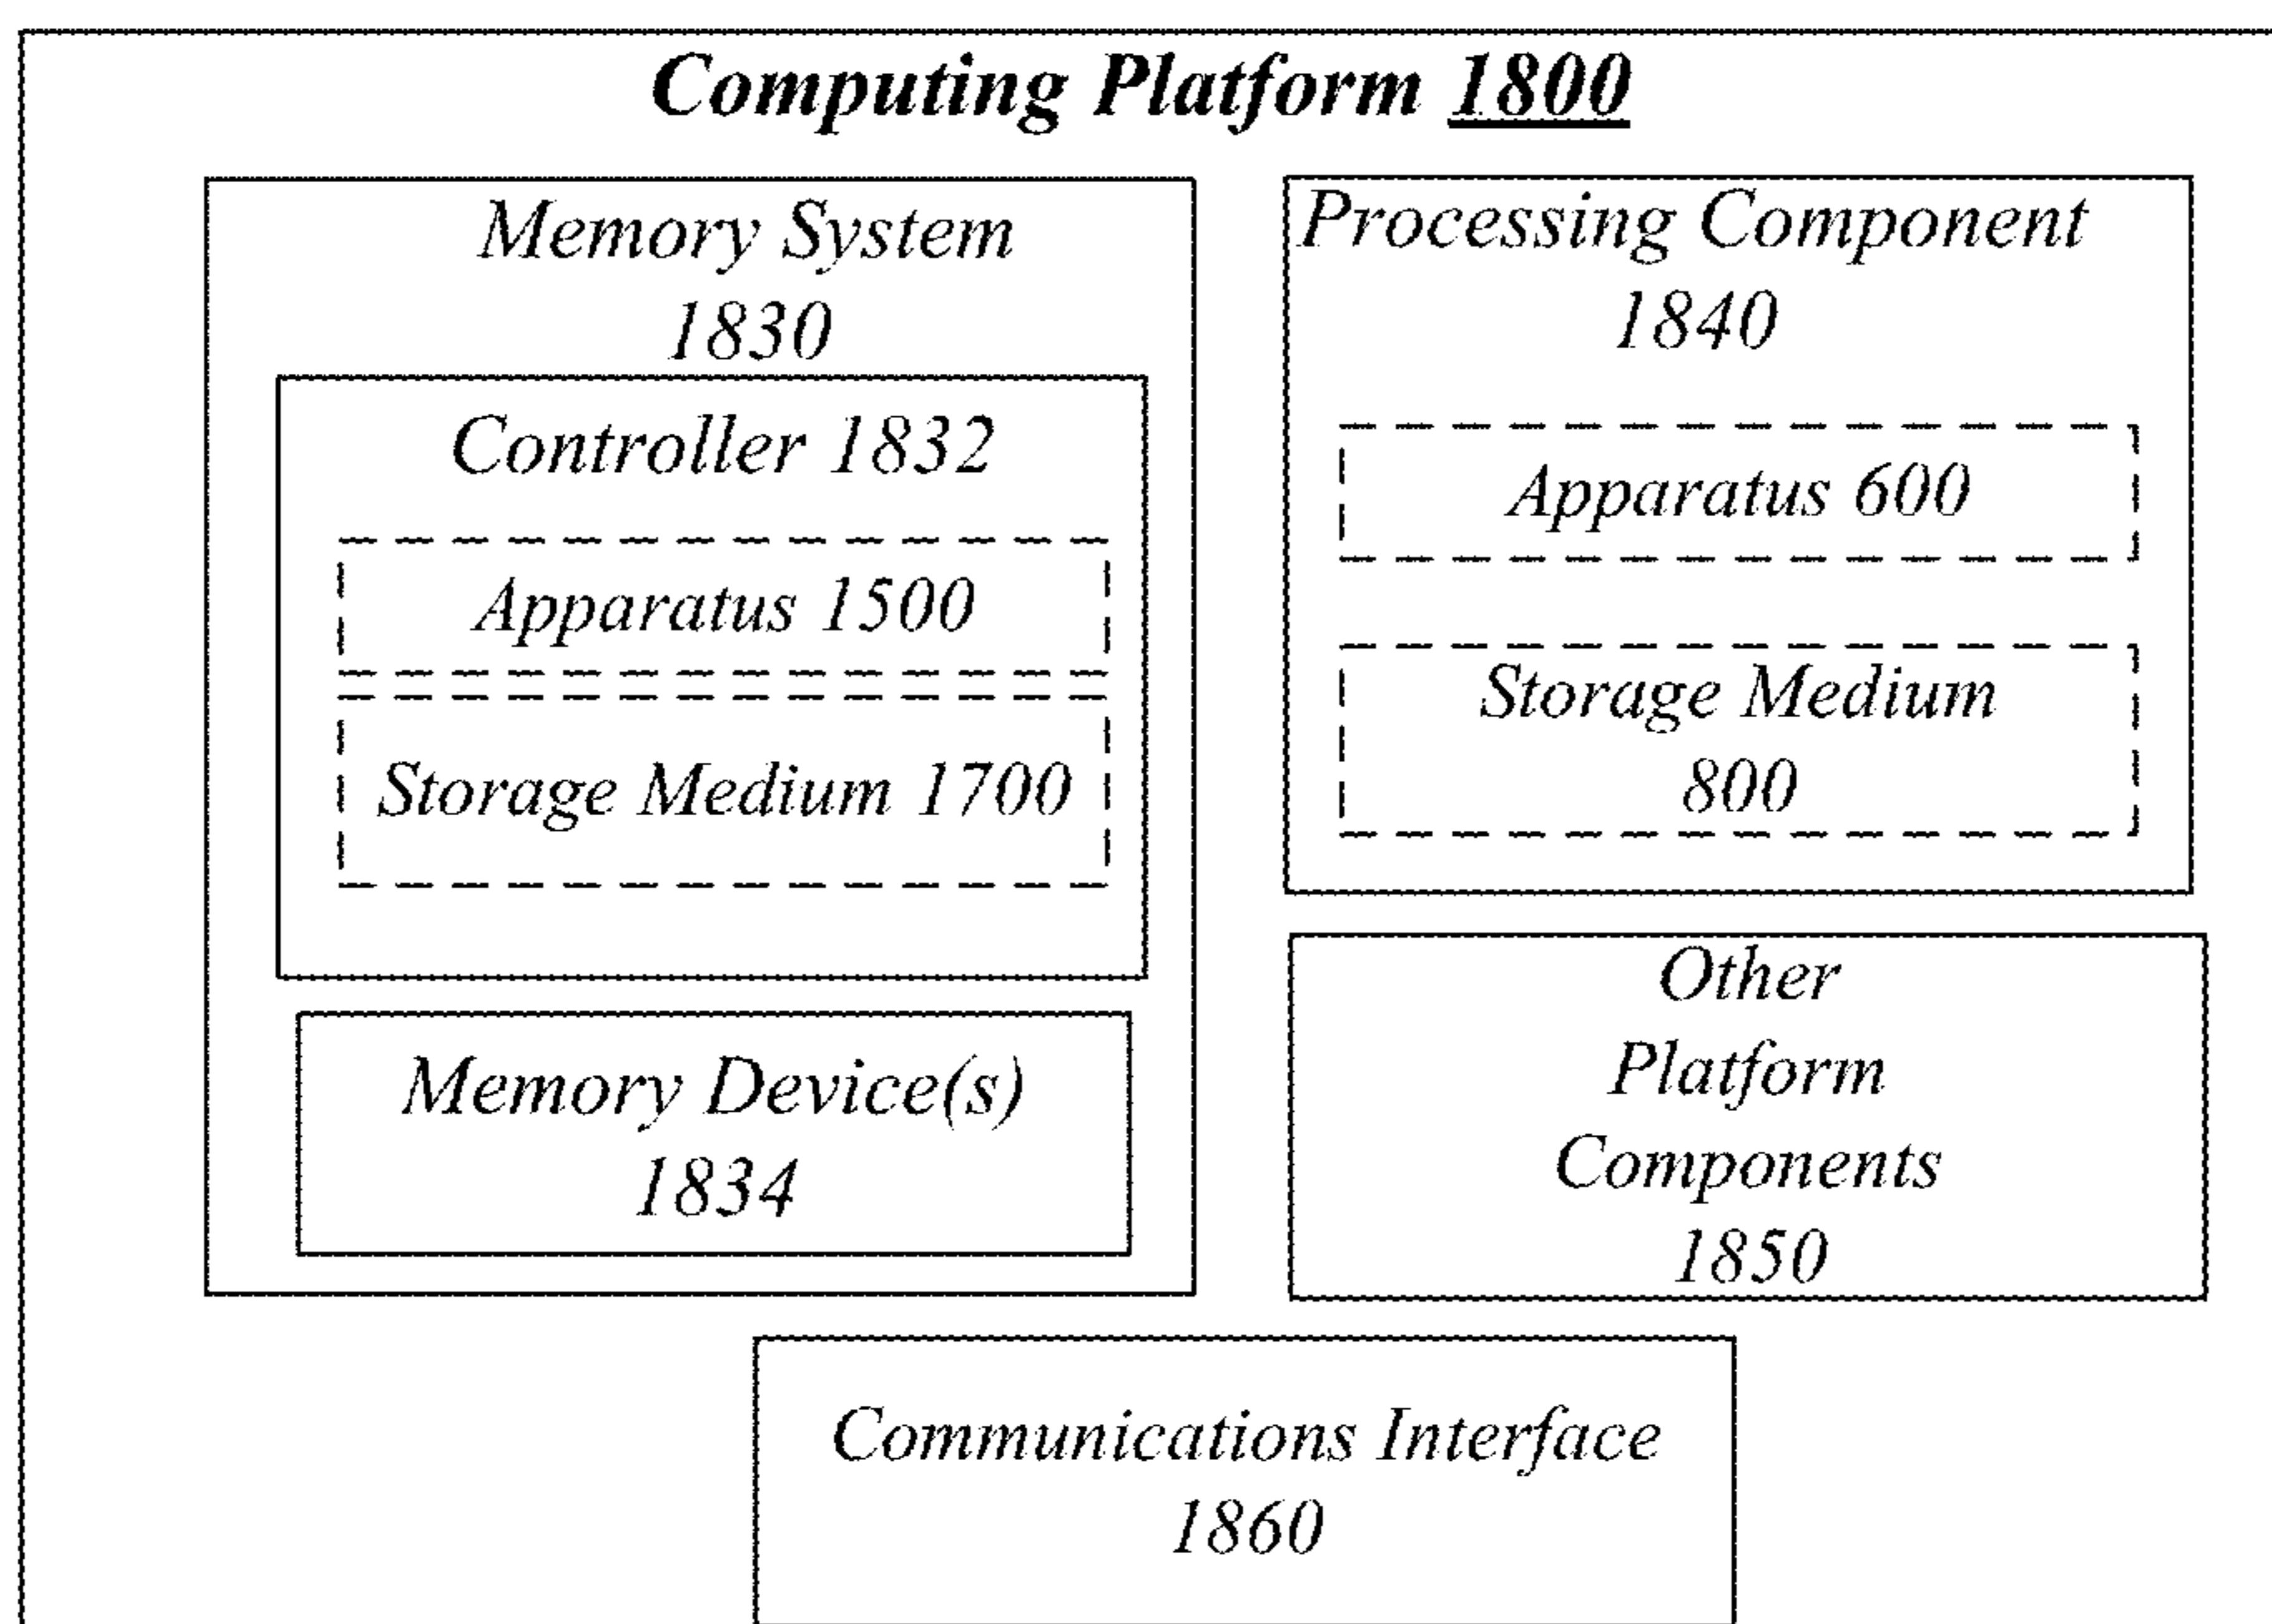 Computing Platform 1800
Memory System
1830
Controller 1832
Apparatus 1500
Storage Medium 1700
Memory Device(s)
1834
Processing Component
1840
Apparatus 600
Storage Medium
800
Other
Platform
Components
1850
Communications Interface
1860